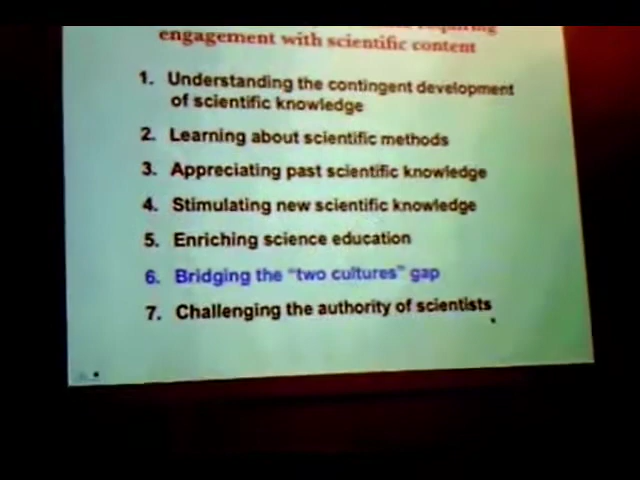 requiring
engagement with scientific content
1. Understanding the contingent development
of scientific knowledge
2. Learning about scientific methods
3. Appreciating past scientific knowledge
4. Stimulating new scientific knowledge
5. Enriching science education
6. Bridging the “two cultures” gap
7. Challenging the authority of scientists